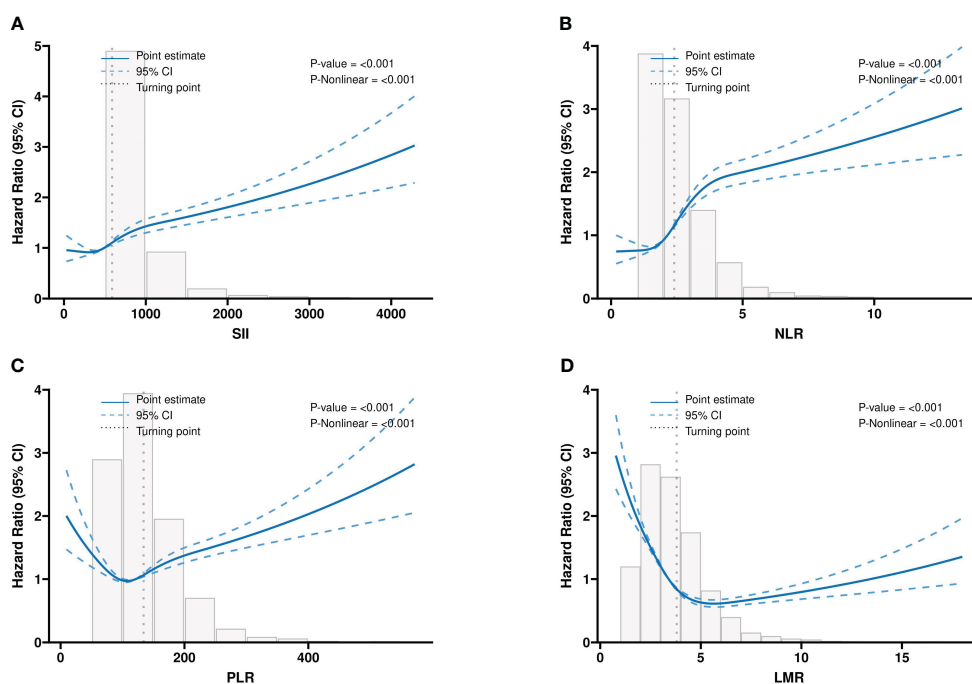 A
5
4
3
2
1
0
Hazard Ratio (95% CI)
Point estimate
95% CI
Turning point
P-value = <0.001
P-Nonlinear = <0.001
0 1000 2000 3000 4000
SII
B
4
3
2
1
0
Hazard Ratio (95% CI)
Point estimate
95% CI
Turning point
P-value = <0.001
P-Nonlinear = <0.001
0 5 10
NLR
C
4
3
2
1
0
Hazard Ratio (95% CI)
Point estimate
95% CI
Turning point
P-value = <0.001
P-Nonlinear = <0.001
0 200 400
PLR
D
4
3
2
1
0
Hazard Ratio (95% CI)
Point estimate
95% CI
Turning point
P-value = <0.001
P-Nonlinear = <0.001
0 5 10 15
LMR